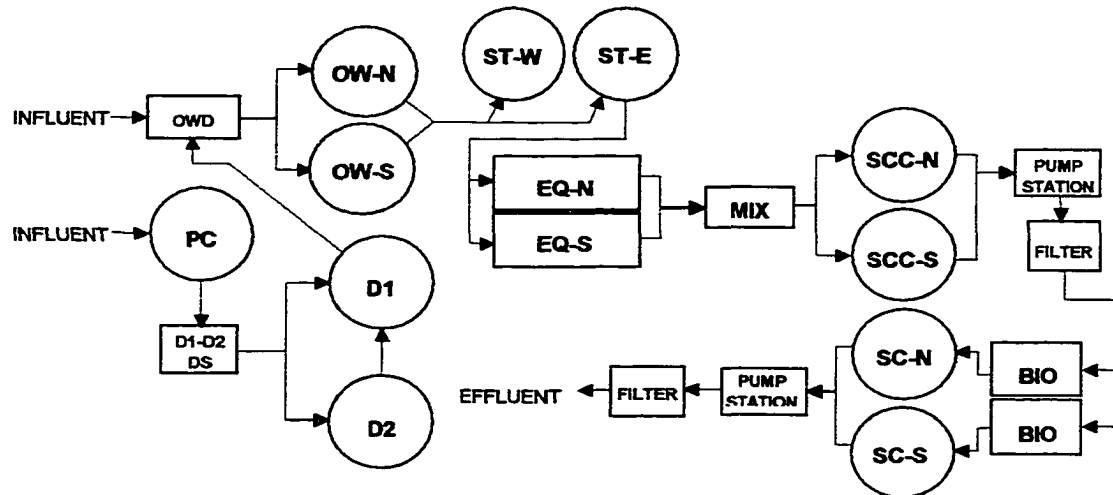 INFLUENT
OWD
OW-N
OW-S
ST-W
ST-E
INFLUENT
PC
D1-D2
DS
D1
D2
EQ-N
EQ-S
MIX
SCC-N
SCC-S
PUMP
STATION
FILTER
BIO
BIO
SC-N
SC-S
PUMP
STATION
FILTER
EFFLUENT